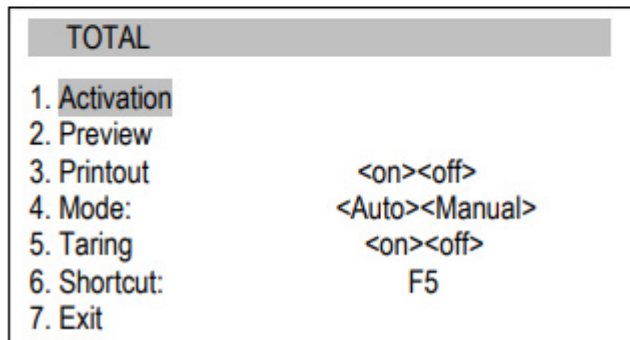 TOTAL
1. Activation
2. Preview
3. Printout <on><off>
4. Mode: <Auto><Manual>
5. Taring <on><off>
6. Shortcut: F5
7. Exit